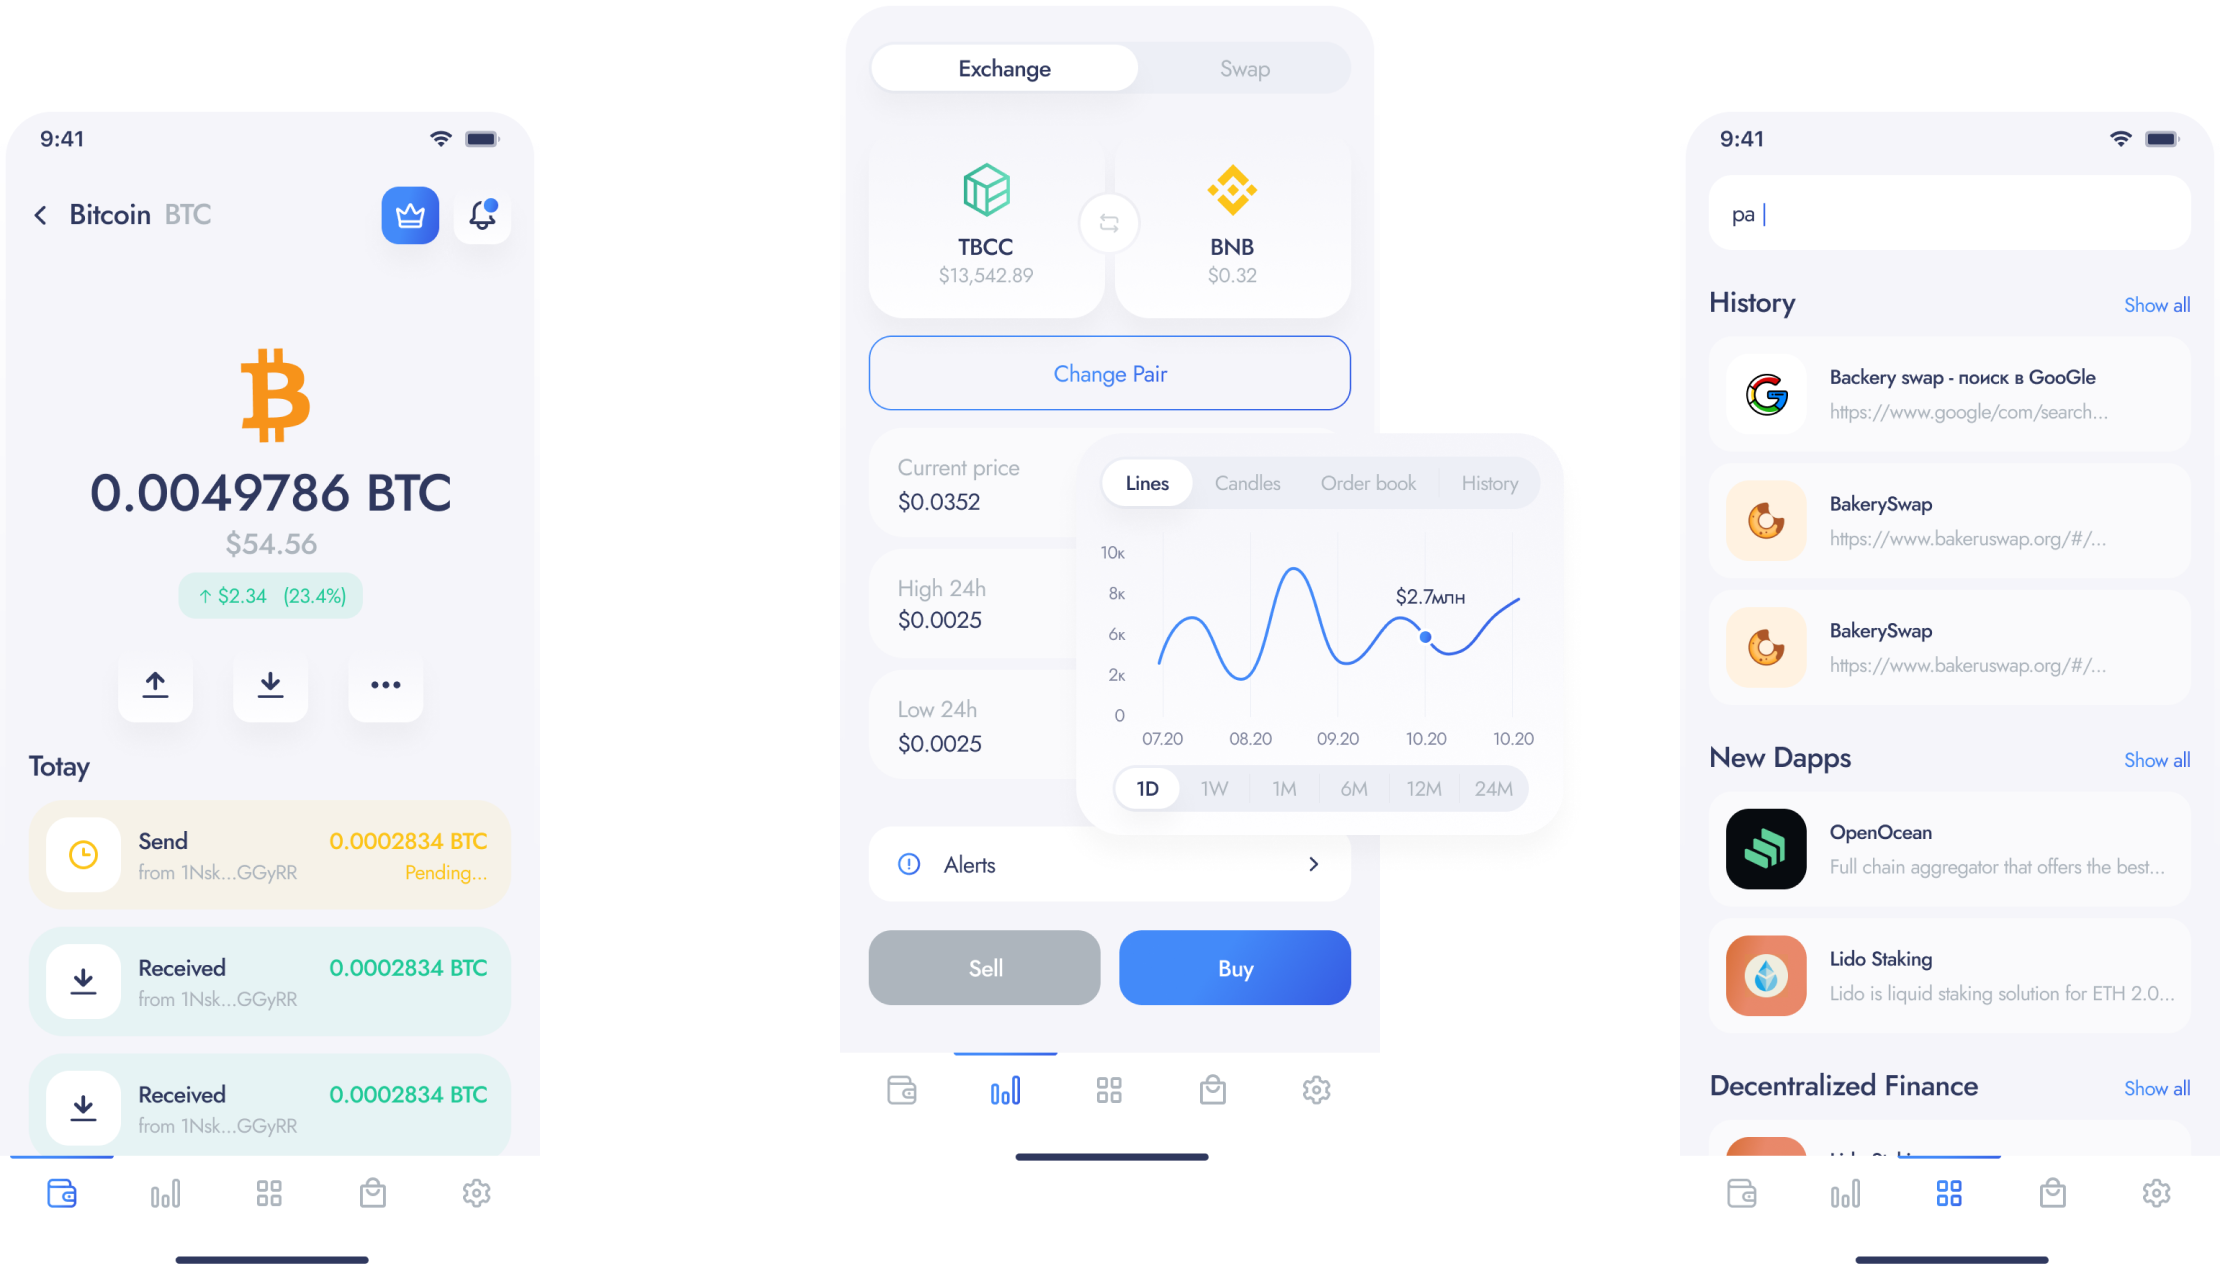 9:41
Bitcoin BTC
0.0049786 BTC
$54.56
↑ $2.34 (23.4%)
Totay
Send 0.0002834 BTC
from 1Nsk...GGyRR Pending...
Received 0.0002834 BTC
from 1Nsk...GGyRR
Received 0.0002834 BTC
from 1Nsk...GGyRR
Exchange Swap
TBCC BNB
$13,542.89 $0.32
Change Pair
Current price
$0.0352
High 24h
$0.0025
Low 24h
$0.0025
Lines Candles Order book History
10к
8к
6к
2к
0
$2.7млн
07.20 08.20 09.20 10.20 10.20
1D 1W 1M 6M 12M 24M
Alerts
Sell Buy
9:41
pa
History Show all
Backery swap - поиск в GooGle
https://www.google/com/search...
BakerySwap
https://www.bakeruswap.org/#/...
BakerySwap
https://www.bakeruswap.org/#/...
New Dapps Show all
OpenOcean
Full chain aggregator that offers the best...
Lido Staking
Lido is liquid staking solution for ETH 2.0...
Decentralized Finance Show all